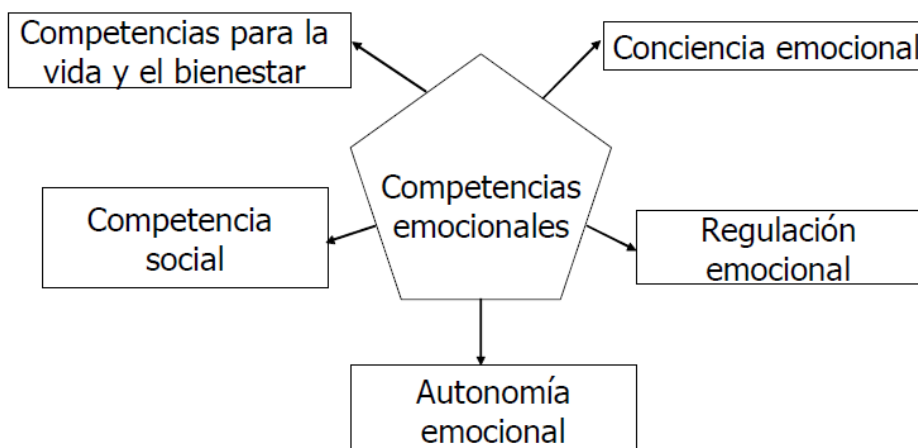 Competencias para la
vida y el bienestar
Conciencia emocional
Competencias
emocionales
Competencia
social
Regulación
emocional
Autonomía
emocional